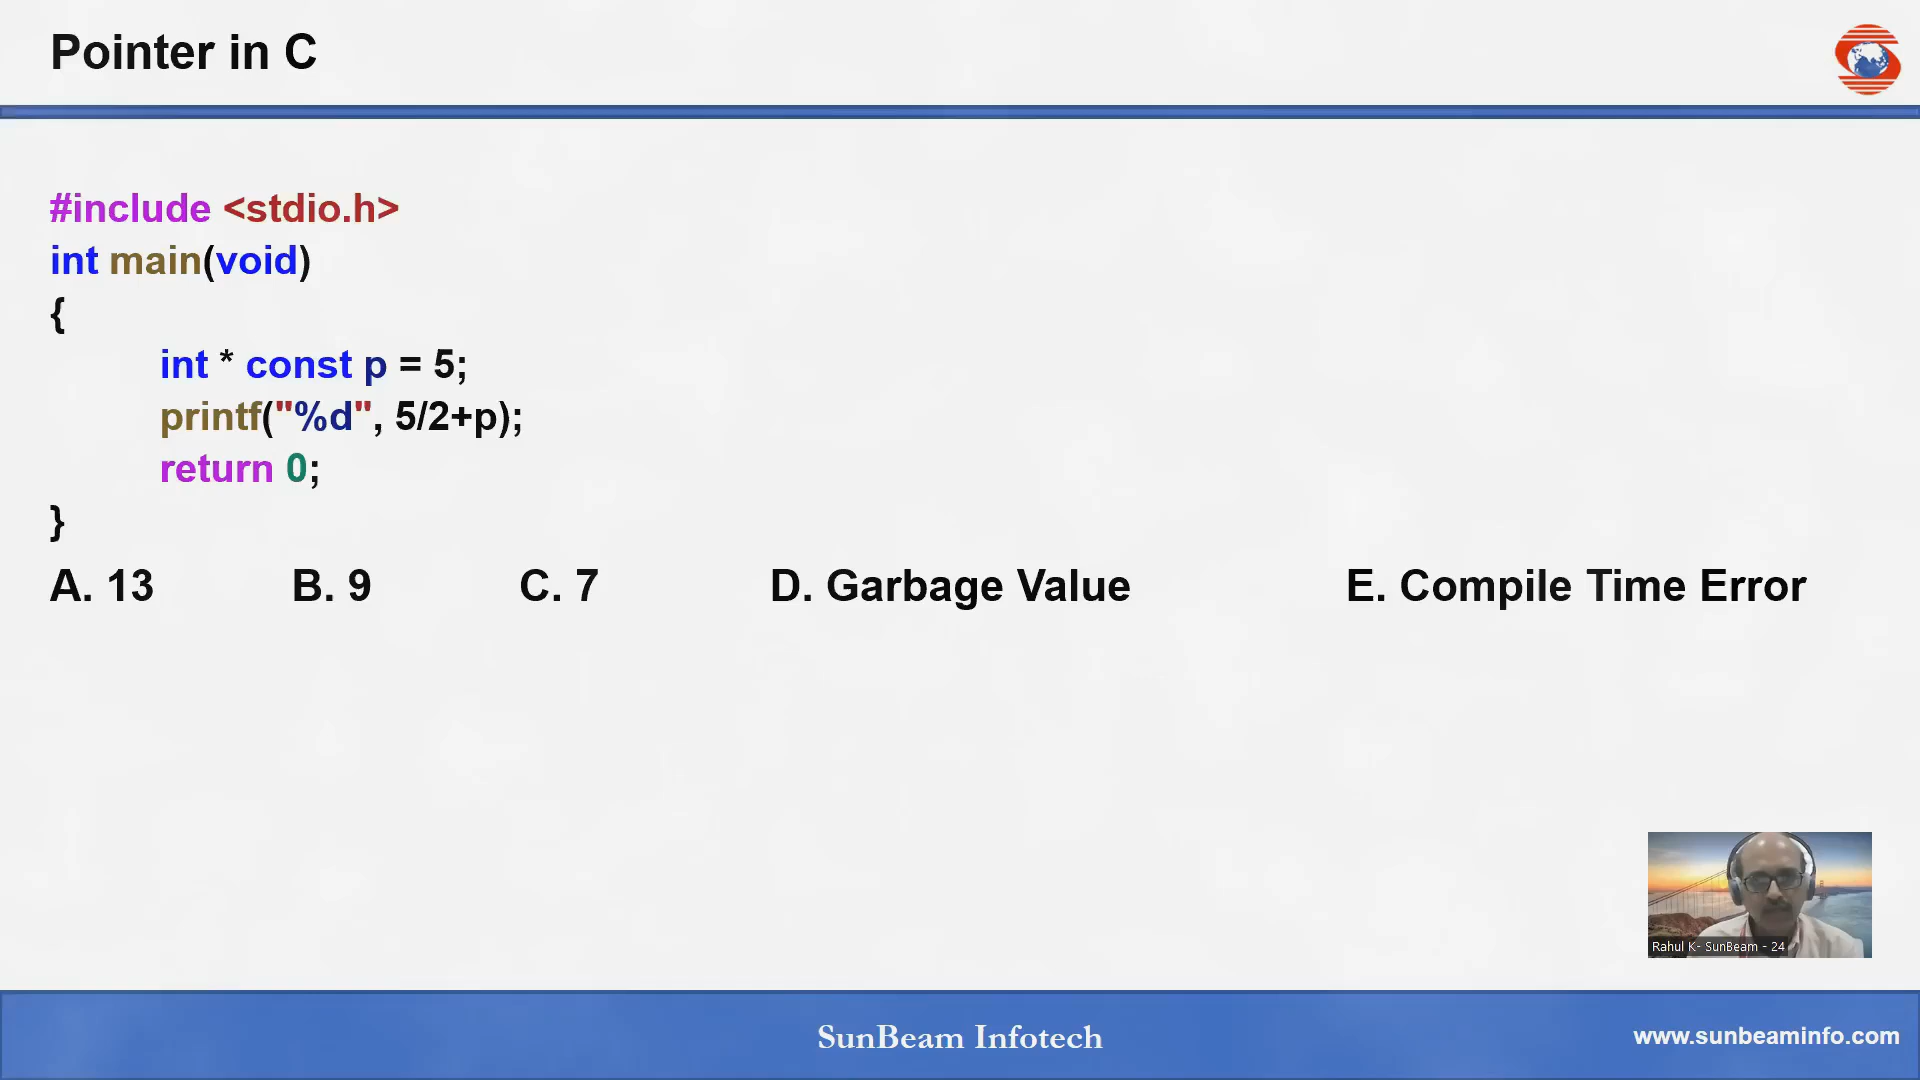 Pointer in C
#include <stdio.h>
int main(void)
{
int * const p = 5;
printf("%d", 5/2+p);
return 0;
}
A. 13 B. 9 C. 7 D. Garbage Value E. Compile Time Error
Rahul K- SunBeam - 24
SunBeam Infotech
www.sunbeaminfo.com